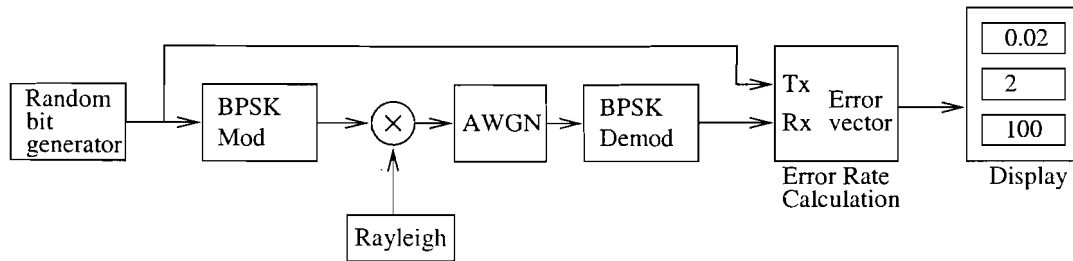 Random
bit
generator
BPSK
Mod
×
Rayleigh
AWGN
BPSK
Demod
Tx
Rx
Error
vector
Error Rate
Calculation
0.02
2
100
Display